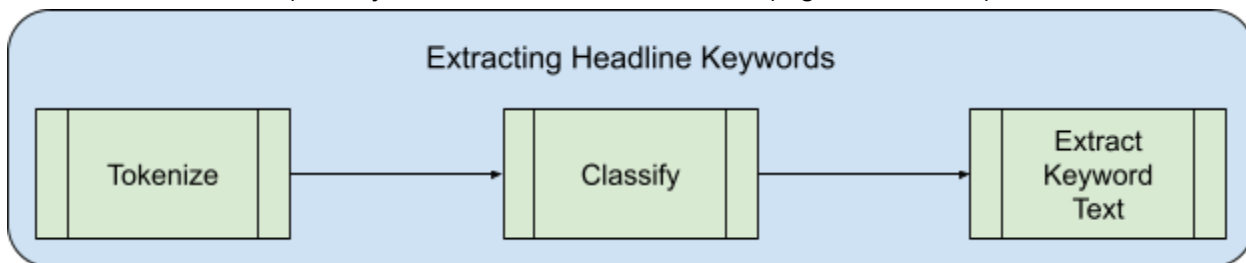 Extracting Headline Keywords
Tokenize
Classify
Extract
Keyword
Text